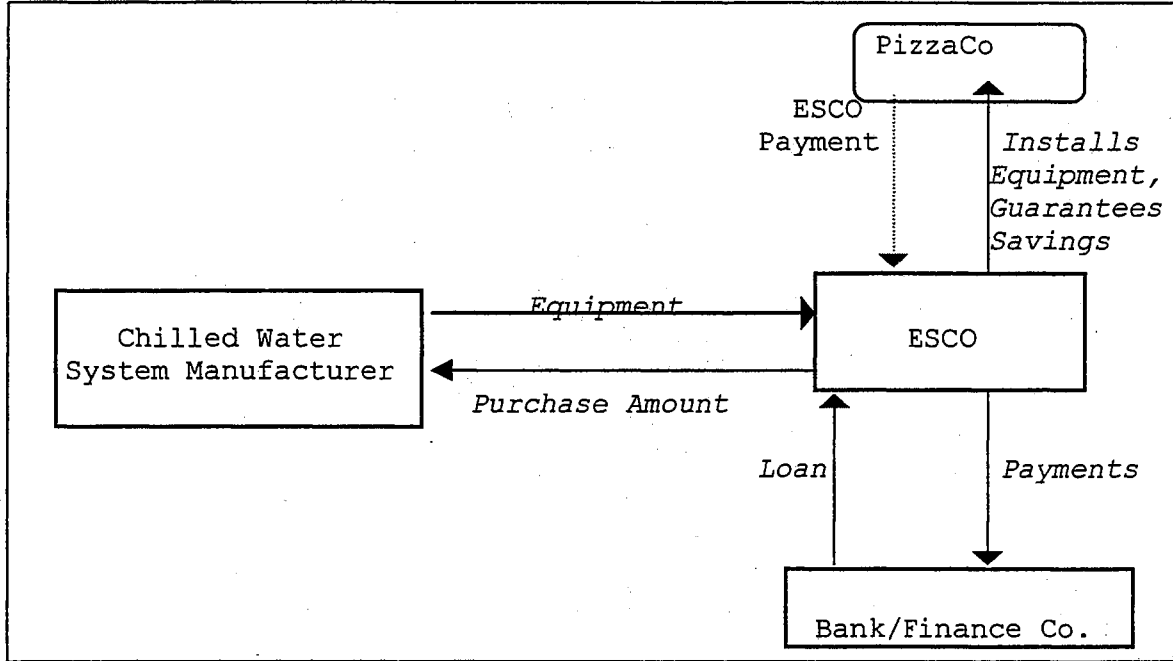 PizzaCo
ESCO
Payment
Installs
Equipment,
Guarantees
Savings
Equipment
Chilled Water
System Manufacturer
ESCO
Purchase Amount
Loan
Payments
Bank/Finance Co.